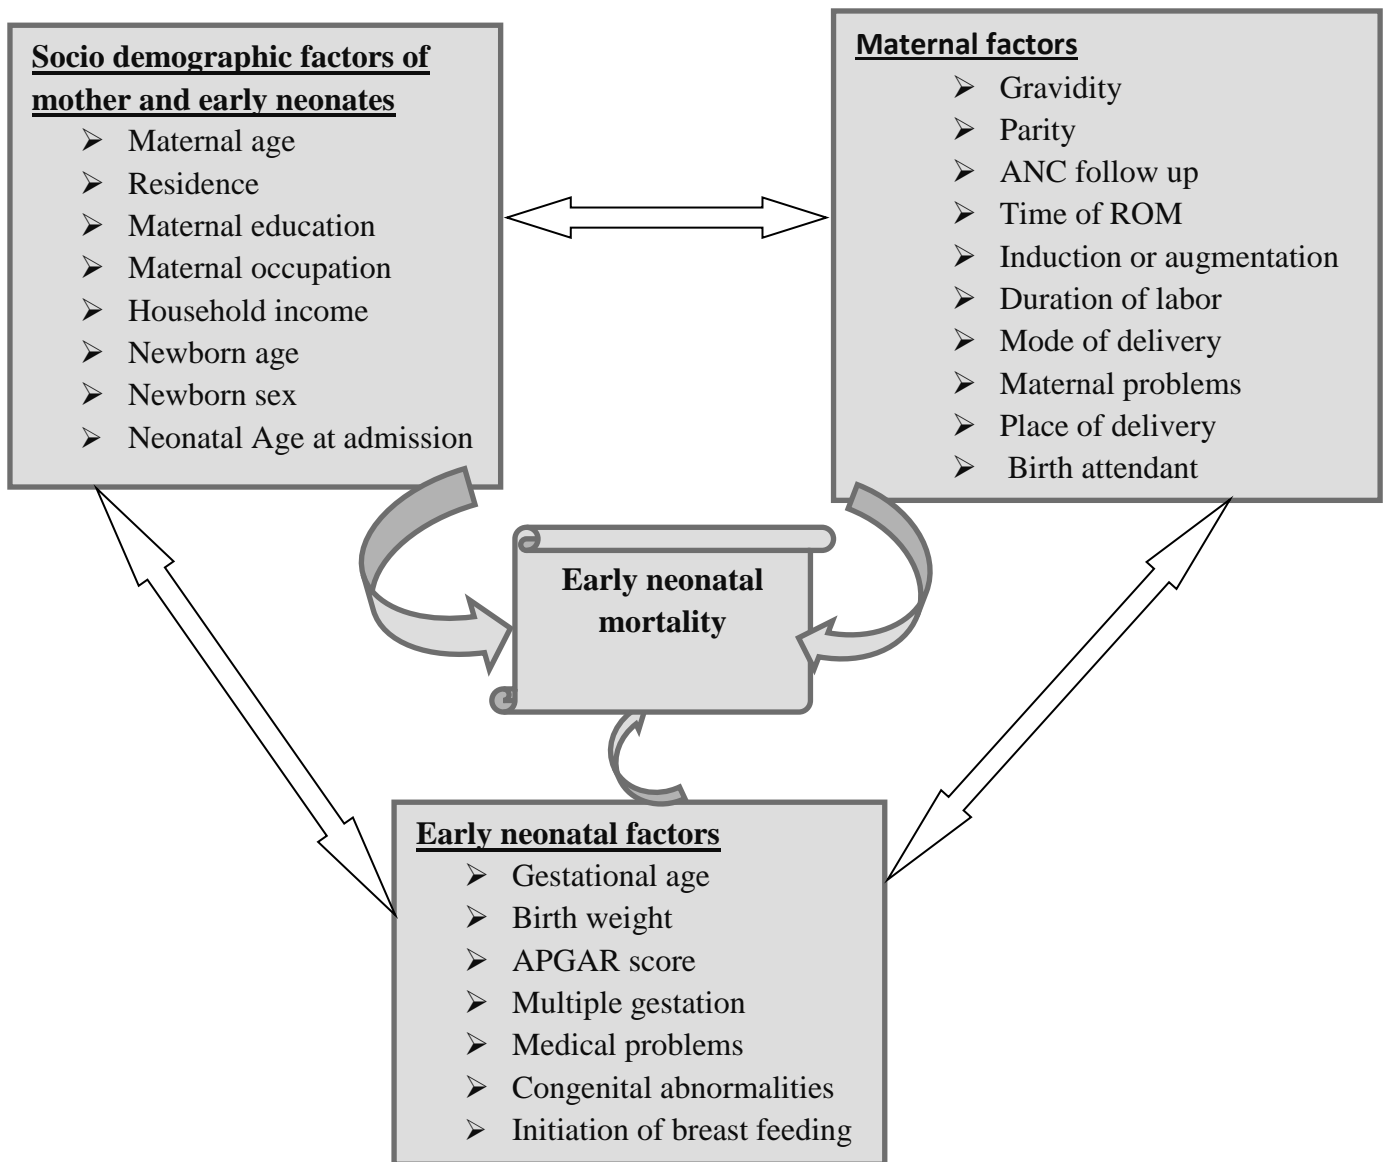 Socio demographic factors of
mother and early neonates
➢ Maternal age
➢ Residence
➢ Maternal education
➢ Maternal occupation
➢ Household income
➢ Newborn age
➢ Newborn sex
➢ Neonatal Age at admission
Maternal factors
➢ Gravidity
➢ Parity
➢ ANC follow up
➢ Time of ROM
➢ Induction or augmentation
➢ Duration of labor
➢ Mode of delivery
➢ Maternal problems
➢ Place of delivery
➢ Birth attendant
Early neonatal
mortality
Early neonatal factors
➢ Gestational age
➢ Birth weight
➢ APGAR score
➢ Multiple gestation
➢ Medical problems
➢ Congenital abnormalities
➢ Initiation of breast feeding